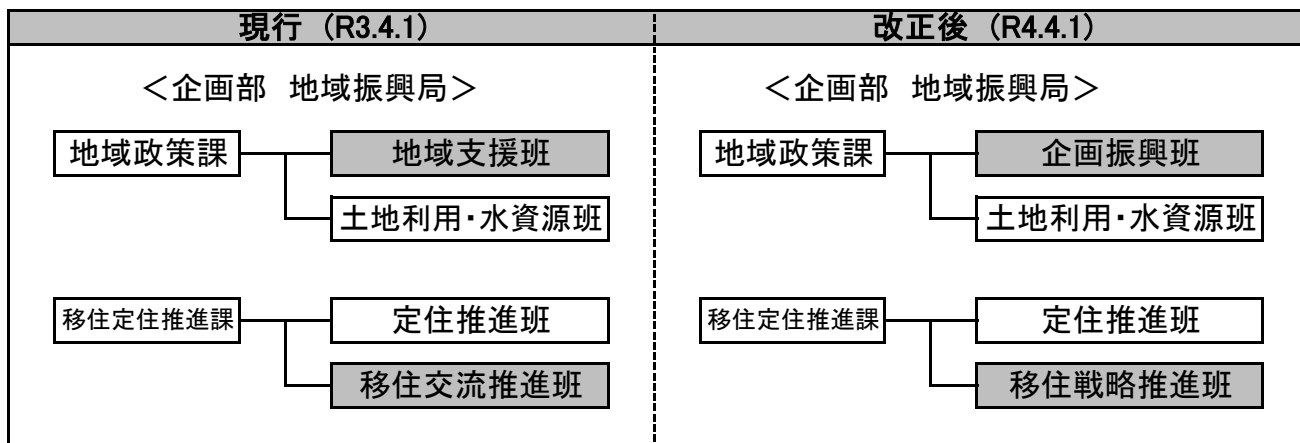 現行 (R3.4.1)
＜企画部 地域振興局＞
地域政策課
地域支援班
土地利用・水資源班
移住定住推進課
定住推進班
移住交流推進班
改正後 (R4.4.1)
＜企画部 地域振興局＞
地域政策課
企画振興班
土地利用・水資源班
移住定住推進課
定住推進班
移住戦略推進班